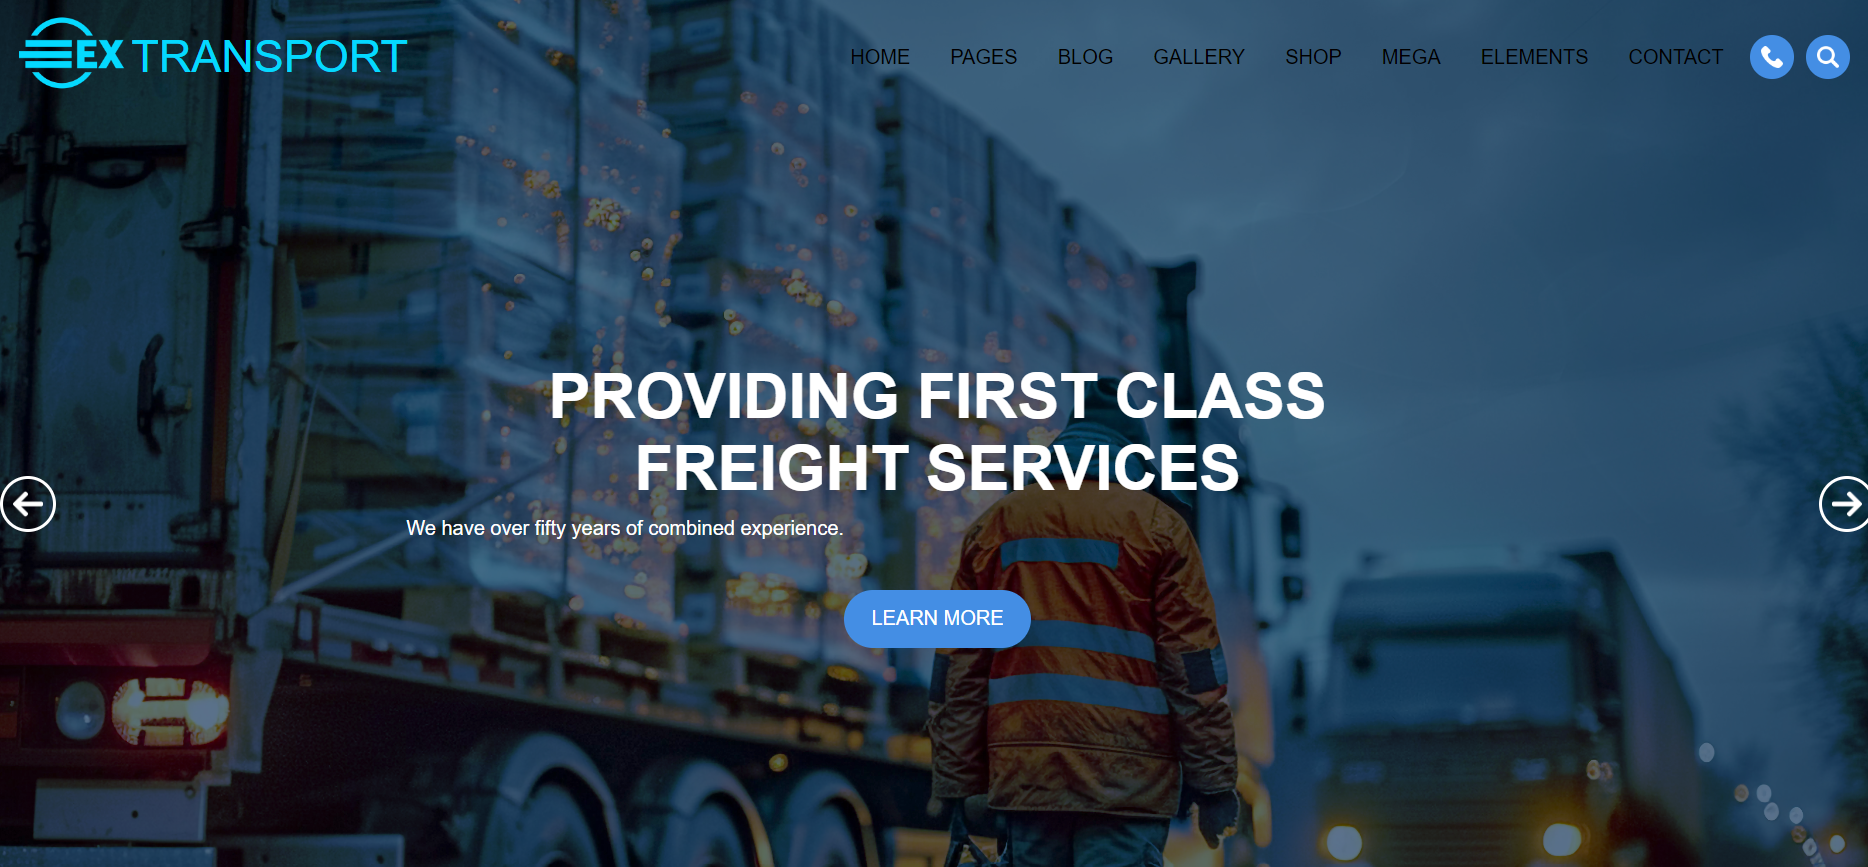 EX TRANSPORT
HOME PAGES BLOG GALLERY SHOP MEGA ELEMENTS CONTACT
PROVIDING FIRST CLASS
FREIGHT SERVICES
We have over fifty years of combined experience.
LEARN MORE